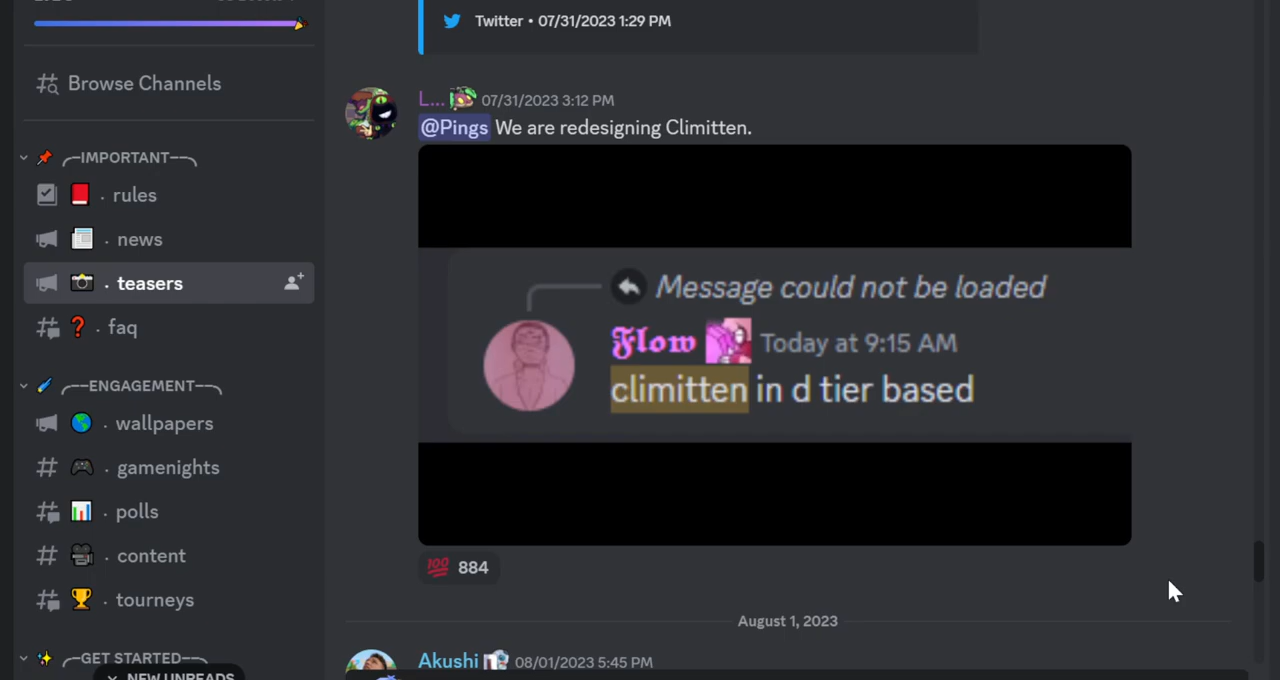 Browse Channels
IMPORTANT
rules
news
teasers
faq
ENGAGEMENT
wallpapers
gamenights
polls
content
tourneys
GET STARTED
NEW UNREADS
Twitter • 07/31/2023 1:29 PM
L... 07/31/2023 3:12 PM
@Pings We are redesigning Climitten.
Message could not be loaded
Flow Today at 9:15 AM
climitten in d tier based
💯 884
August 1, 2023
Akushi 08/01/2023 5:45 PM